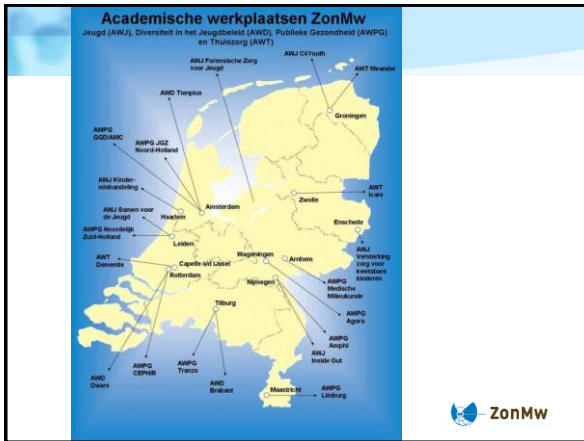 Academische werkplaatsen ZonMw
Jeugd (AWJ), Diversiteit in het Jeugdbeleid (AWD), Publieke Gezondheid (AWPG)
en Thuiszorg (AWT)
AWJ C4Youth
AWJ Forensische Zorg
voor Jeugd
AWT Meander
AWD Tienplus
Groningen
AWPG
GGD/AMC
AWPG JGZ
Noord-Holland
AWJ Kinder-
mishandeling
Zwolle
AWT
Icare
AWJ Samen voor
de Jeugd
Haarlem
Amsterdam
Enschede
AWPG Noordelijk
Zuid-Holland
Leiden
AWJ
Versterking
zorg voor
kwetsbare
kinderen
AWT
Dementie
Capelle a/d IJssel
Rotterdam
Wageningen
Arnhem
Nijmegen
AWPG
Medische
Milieukunde
Tilburg
AWPG
Agora
AWPG
Amphi
AWJ
Inside Out
AWPG
Tranzo
AWPG
CEPHIR
AWD
Dwars
AWD
Brabant
Maastricht
AWPG
Limburg
ZonMw